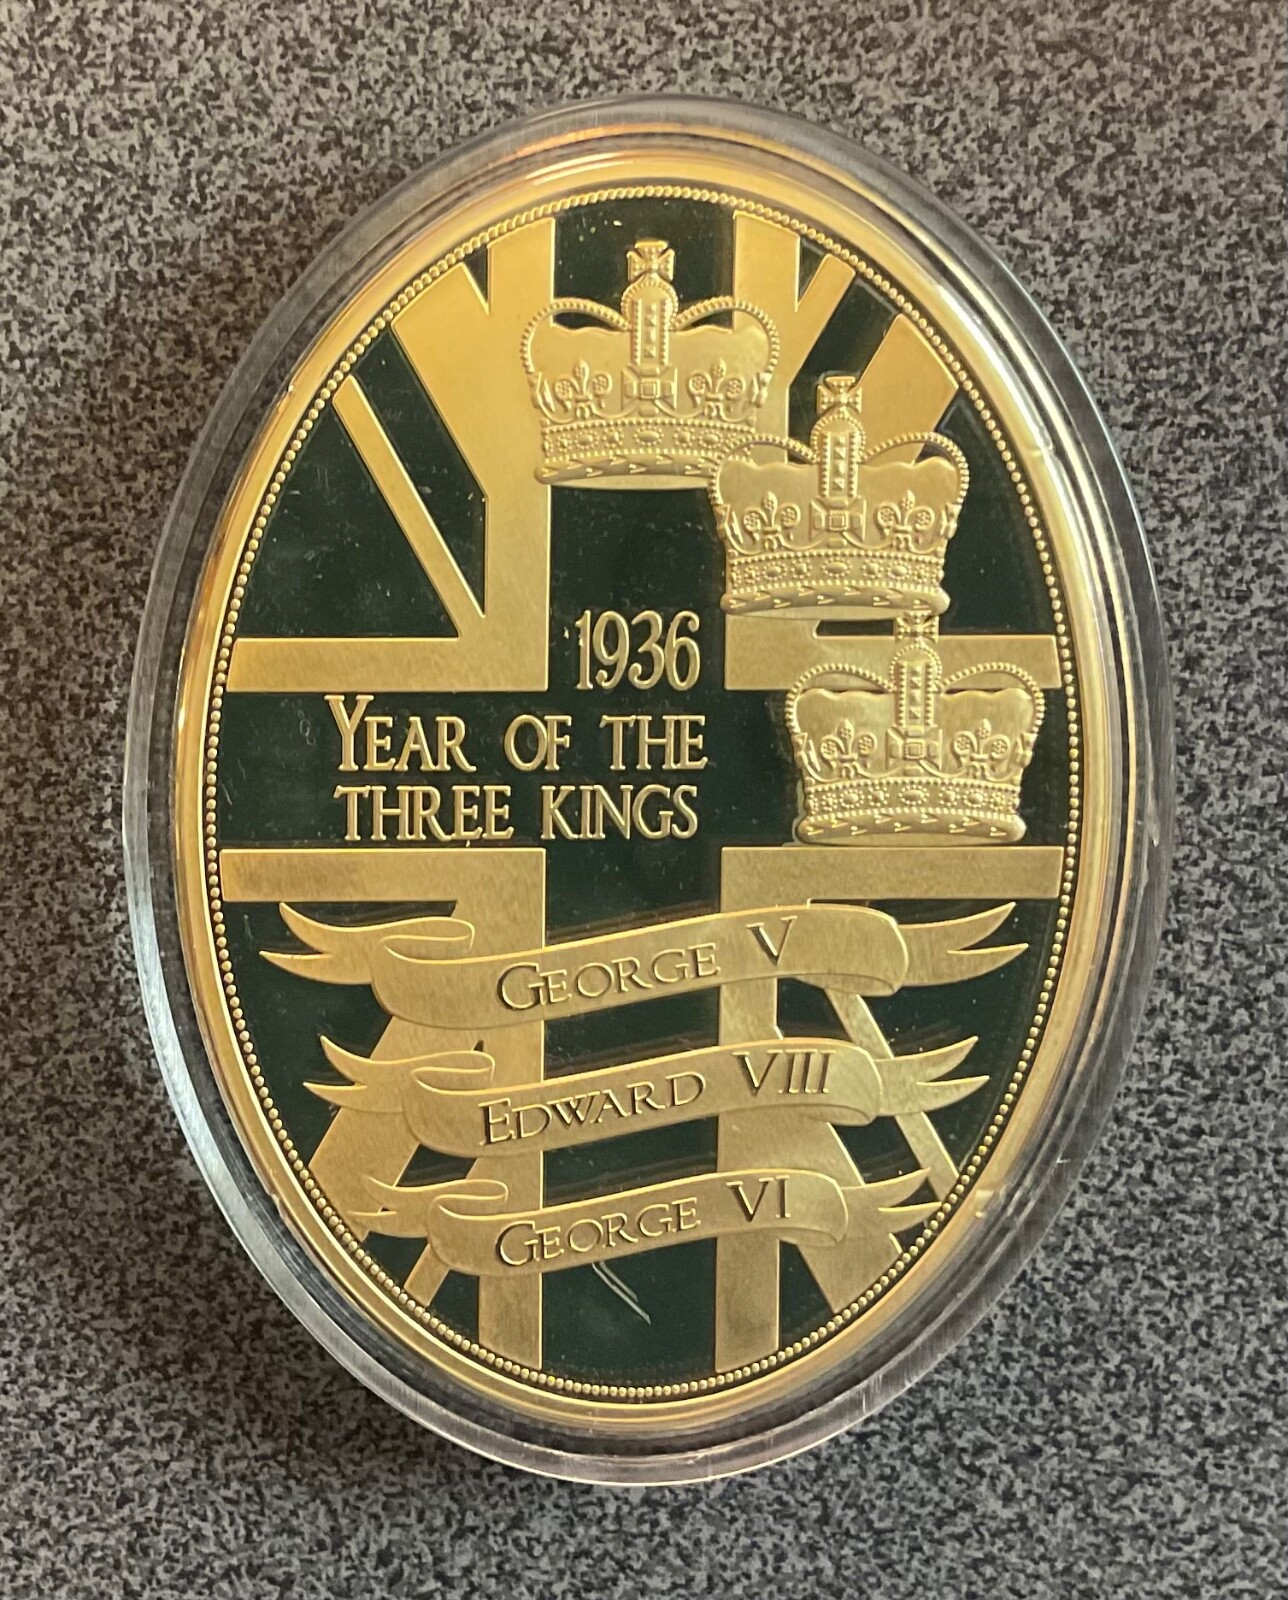 1936
YEAR OF THE
THREE KINGS
GEORGE V
EDWARD VIII
GEORGE VI